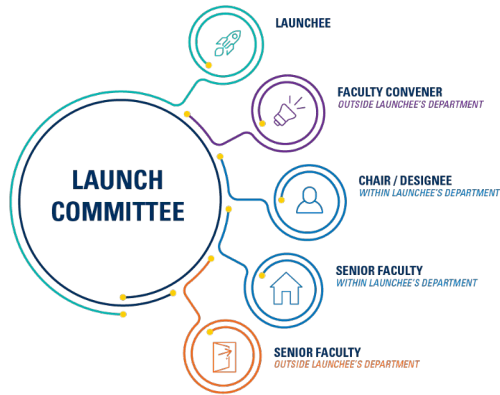 LAUNCHEE
FACULTY CONVENER
OUTSIDE LAUNCHEE'S DEPARTMENT
LAUNCH
COMMITTEE
CHAIR / DESIGNEE
WITHIN LAUNCHEE'S DEPARTMENT
SENIOR FACULTY
WITHIN LAUNCHEE'S DEPARTMENT
SENIOR FACULTY
OUTSIDE LAUNCHEE'S DEPARTMENT